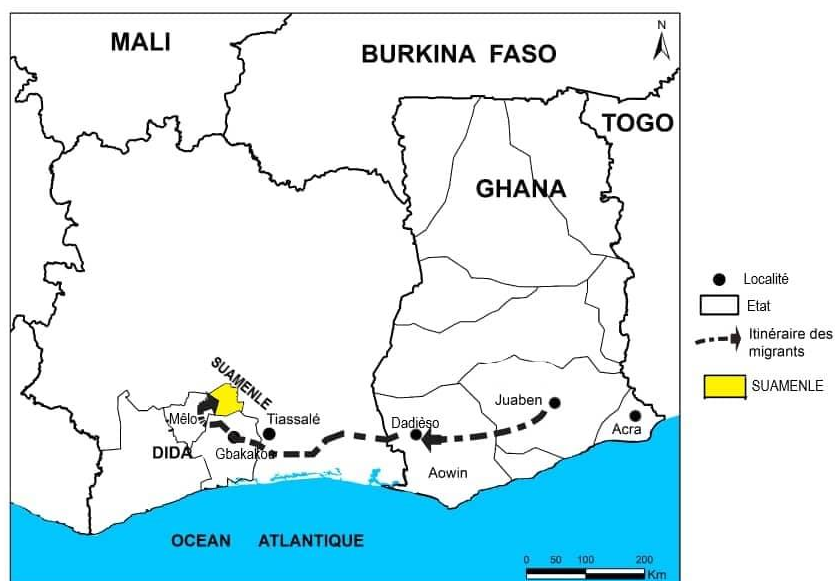 N
MALI
BURKINA FASO
TOGO
GHANA
Localité
Etat
Itinéraire des
migrants
SUAMENLE
SUAMENLE
Juaben
Mêlo
Tiassalé
Dadièso
Acra
DIDA
Gbakakou
Aowin
OCEAN ATLANTIQUE
0 50 100 200
Km